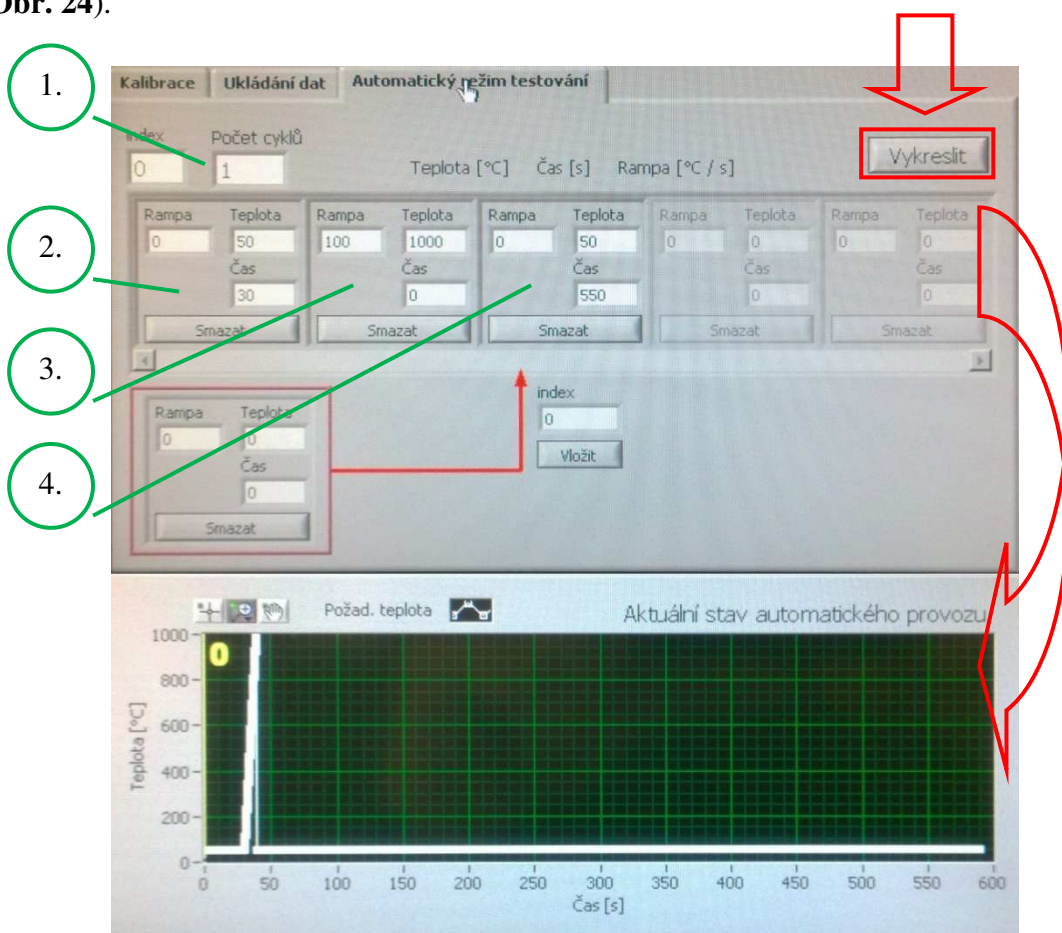 Obr. 24).
1.
Kalibrace Ukládání dat Automatický režim testování
index Počet cyklů
0 1 Teplota [°C] Čas [s] Rampa [°C / s] Vykreslit
2.
Rampa Teplota Rampa Teplota Rampa Teplota Rampa Teplota Rampa Teplota
0 50 100 1000 0 50 0 0 0 0
Čas Čas Čas Čas Čas
30 0 550 0 0
Smazat Smazat Smazat Smazat Smazat
3.
Rampa Teplota index
0 0 0
Čas Vložit
4.
0
Smazat
Požad. teplota Aktuální stav automatického provozu
0
Teplota [°C]
1000
800
600
400
200
0
0 50 100 150 200 250 300 350 400 450 500 550 600
Čas [s]